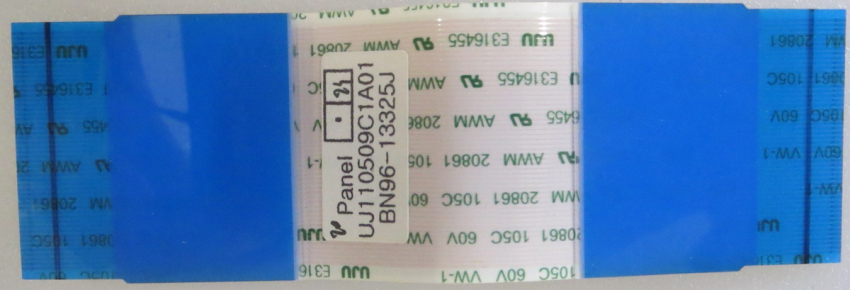 Panel
UJ110509C1A01
BN96-13325J
E316455 AWM 20861 105C 60V VW-1